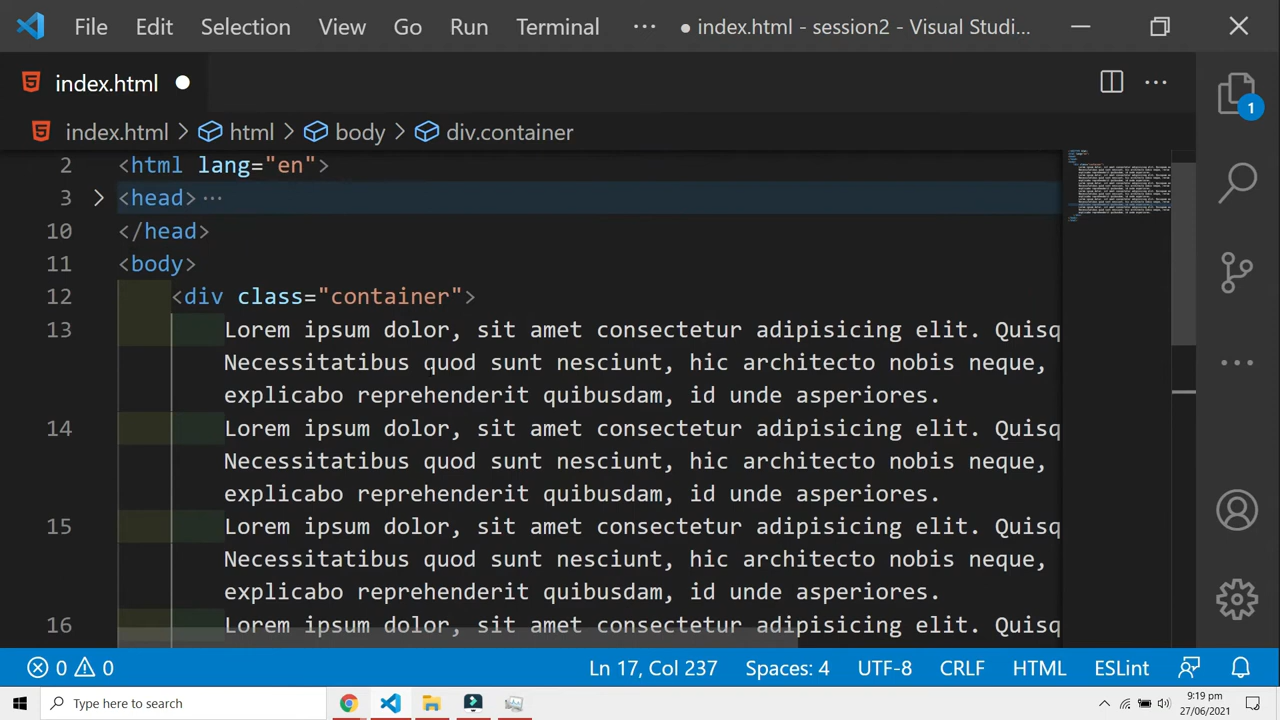 File Edit Selection View Go Run Terminal ··· ● index.html - session2 - Visual Studi...
index.html ●
index.html > html > body > div.container
1
2 <html lang="en">
3 <head> ···
10 </head>
11 <body>
12 <div class="container">
13 Lorem ipsum dolor, sit amet consectetur adipisicing elit. Quisq
Necessitatibus quod sunt nesciunt, hic architecto nobis neque,
explicabo reprehenderit quibusdam, id unde asperiores.
14 Lorem ipsum dolor, sit amet consectetur adipisicing elit. Quisq
Necessitatibus quod sunt nesciunt, hic architecto nobis neque,
explicabo reprehenderit quibusdam, id unde asperiores.
15 Lorem ipsum dolor, sit amet consectetur adipisicing elit. Quisq
Necessitatibus quod sunt nesciunt, hic architecto nobis neque,
explicabo reprehenderit quibusdam, id unde asperiores.
16 Lorem ipsum dolor, sit amet consectetur adipisicing elit. Quisq
0 0 Ln 17, Col 237 Spaces: 4 UTF-8 CRLF HTML ESLint
Type here to search
9:19 pm
27/06/2021